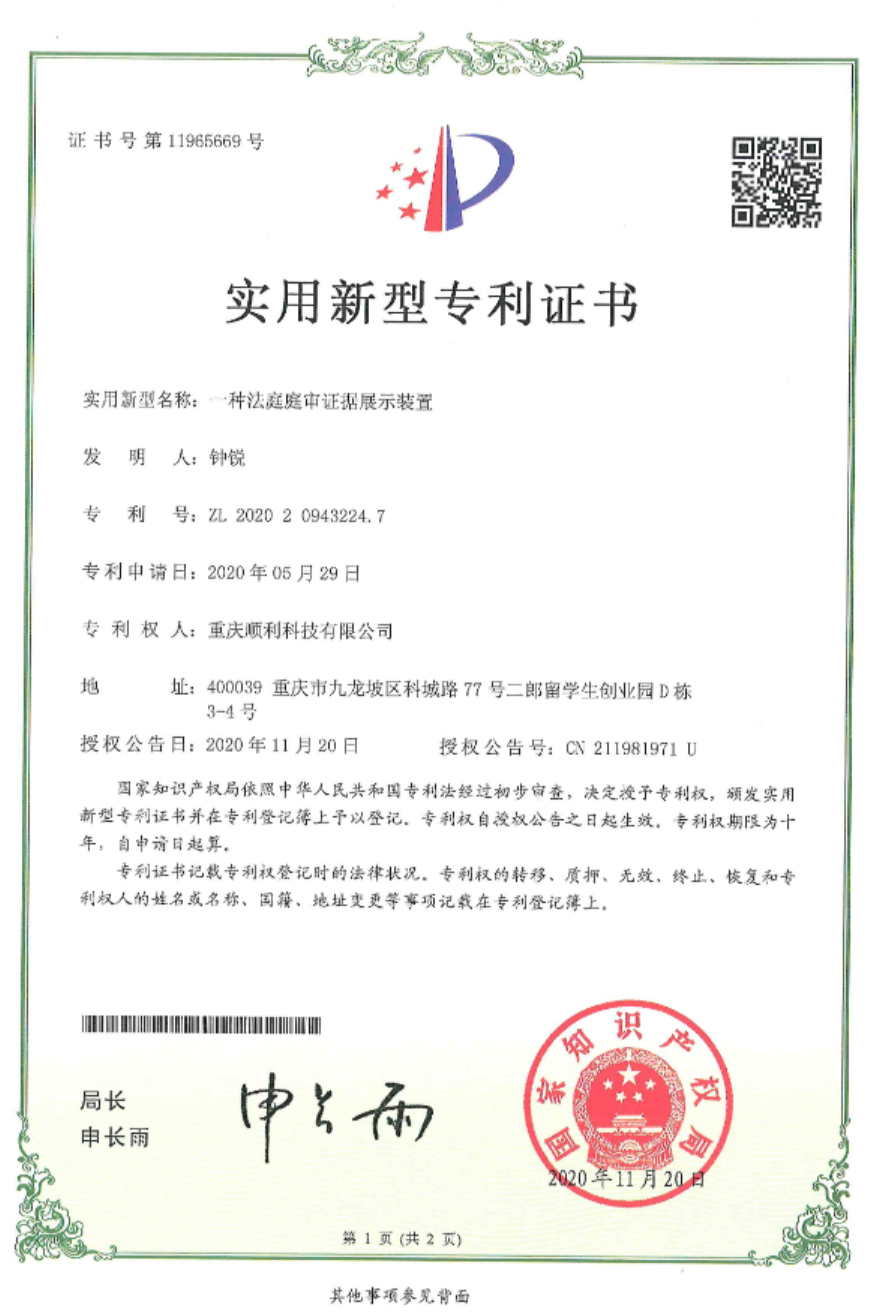 证书号第11965669号
实用新型专利证书
实用新型名称：一种法庭庭审证据展示装置
发明人：钟锐
专利号：ZL 2020 2 0943224.7
专利申请日：2020年05月29日
专利权人：重庆顺利科技有限公司
地址：400039 重庆市九龙坡区科城路77号二郎留学生创业园D栋
3-4号
授权公告日：2020年11月20日 授权公告号：CN 211981971 U
国家知识产权局依照中华人民共和国专利法经过初步审查，决定授予专利权，颁发实用
新型专利证书并在专利登记簿上予以登记。专利权自授权公告之日起生效。专利权期限为十
年，自申请日起算。
专利证书记载专利权登记时的法律状况。专利权的转移、质押、无效、终止、恢复和专
利权人的姓名或名称、国籍、地址变更等事项记载在专利登记簿上。
局长
申长雨
申长雨
国家知识产权局
2020年11月20日
第 1 页 (共 2 页)
其他事项参见背面